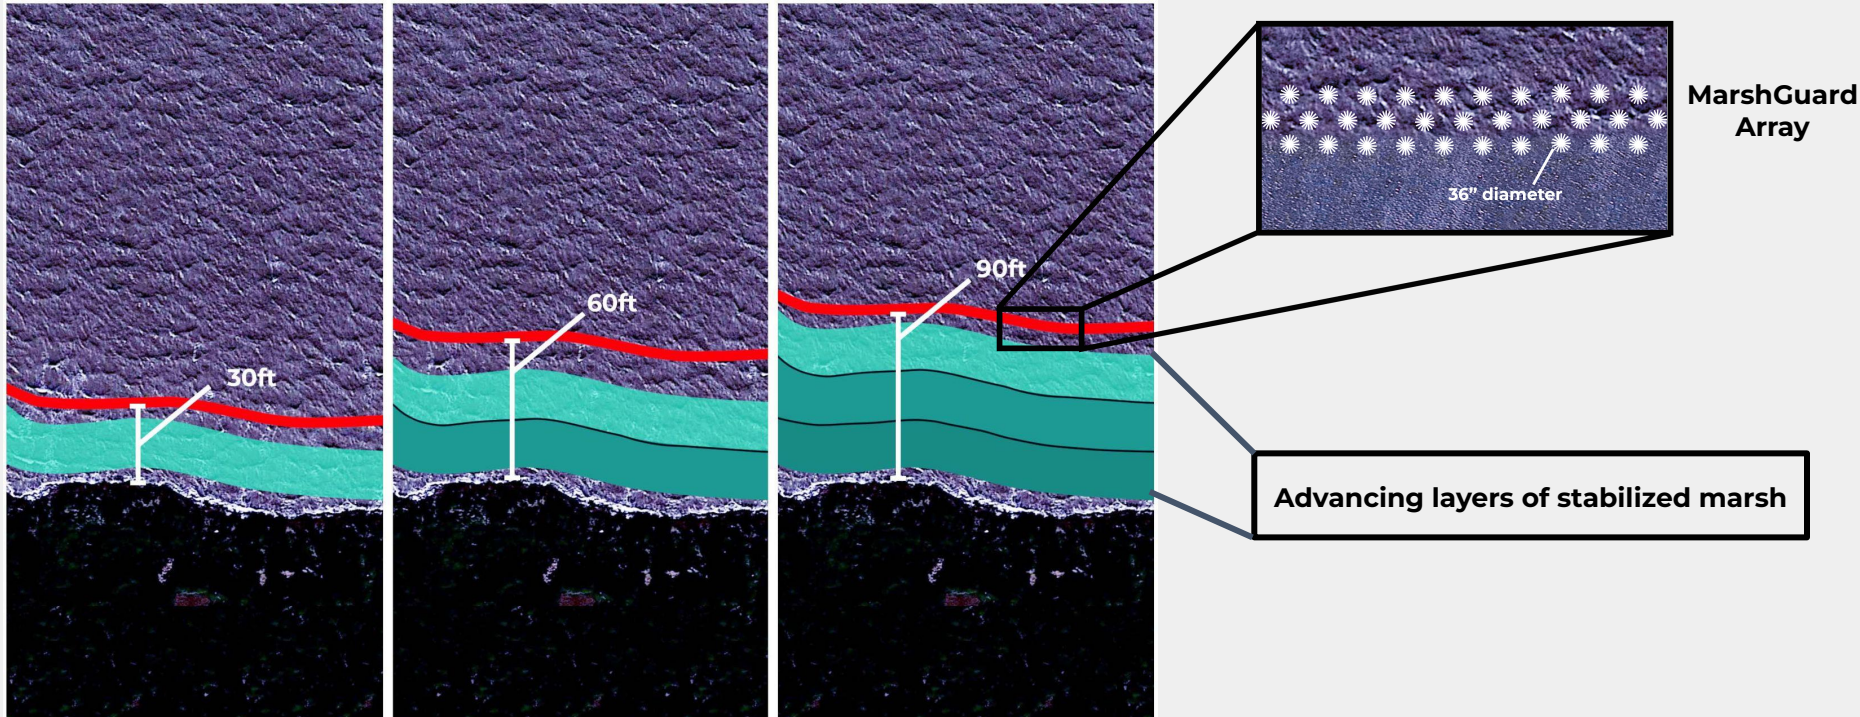 30ft
60ft
90ft
MarshGuard
Array
36” diameter
Advancing layers of stabilized marsh